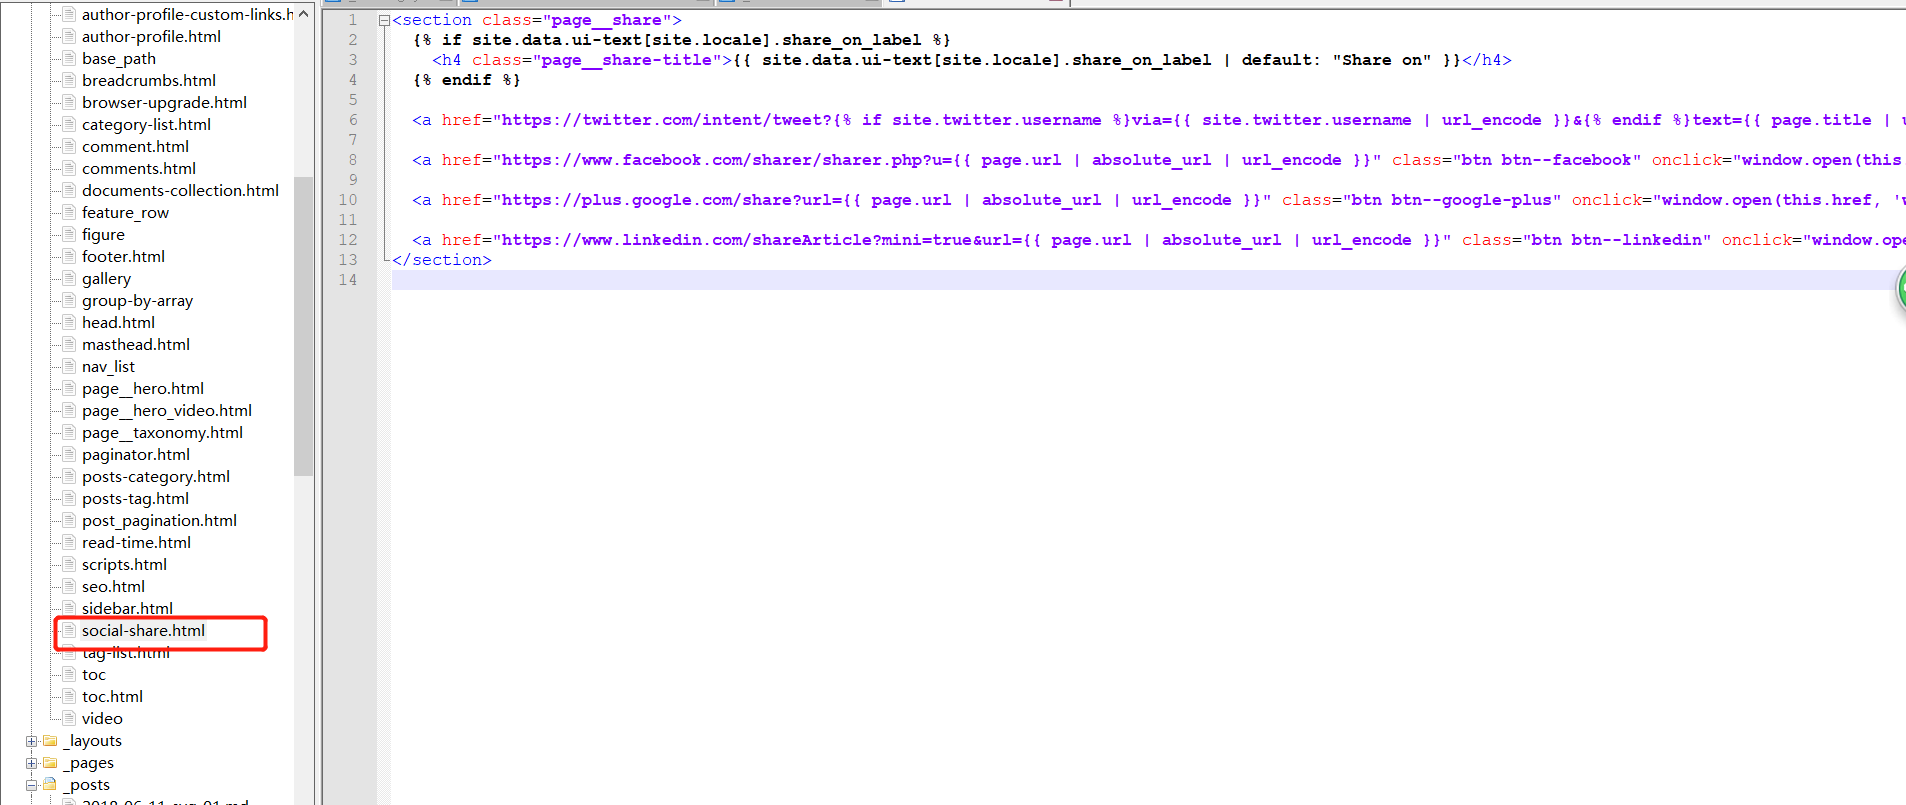 author-profile-custom-links.h
author-profile.html
base_path
breadcrumbs.html
browser-upgrade.html
category-list.html
comment.html
comments.html
documents-collection.html
feature_row
figure
footer.html
gallery
group-by-array
head.html
masthead.html
nav_list
page__hero.html
page__hero_video.html
page__taxonomy.html
paginator.html
posts-category.html
posts-tag.html
post_pagination.html
read-time.html
scripts.html
seo.html
sidebar.html
social-share.html
tag-list.html
toc
toc.html
video
_layouts
_pages
_posts
2018-06-11-svg-01.md
1 <section class="page__share">
2 {% if site.data.ui-text[site.locale].share_on_label %}
3 <h4 class="page__share-title">{{ site.data.ui-text[site.locale].share_on_label | default: "Share on" }}</h4>
4 {% endif %}
5
6 <a href="https://twitter.com/intent/tweet?{% if site.twitter.username %}via={{ site.twitter.username | url_encode }}&{% endif %}text={{ page.title | u
7
8 <a href="https://www.facebook.com/sharer/sharer.php?u={{ page.url | absolute_url | url_encode }}" class="btn btn--facebook" onclick="window.open(this.
9
10 <a href="https://plus.google.com/share?url={{ page.url | absolute_url | url_encode }}" class="btn btn--google-plus" onclick="window.open(this.href, 'w
11
12 <a href="https://www.linkedin.com/shareArticle?mini=true&url={{ page.url | absolute_url | url_encode }}" class="btn btn--linkedin" onclick="window.ope
13 </section>
14